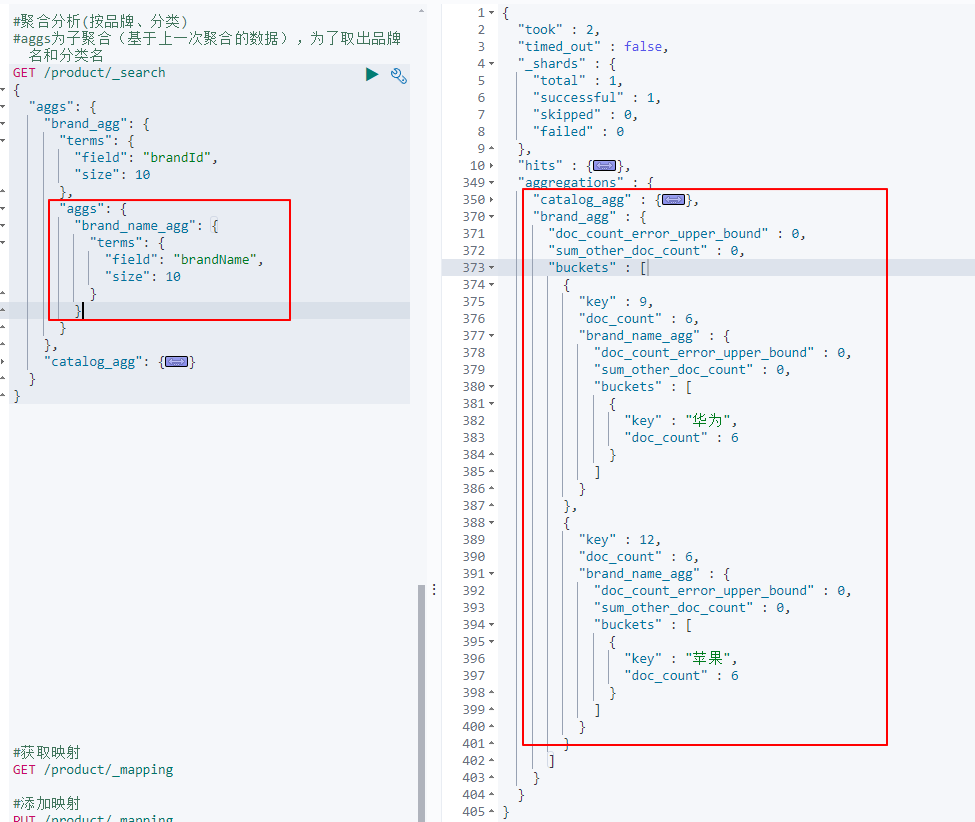 #聚合分析(按品牌、分类)
#aggs为子聚合（基于上一次聚合的数据），为了取出品牌
名和分类名
GET /product/_search
{
"aggs": {
"brand_agg": {
"terms": {
"field": "brandId",
"size": 10
},
"aggs": {
"brand_name_agg": {
"terms": {
"field": "brandName",
"size": 10
}
}
}
},
"catalog_agg": {}
}
}
#获取映射
GET /product/_mapping
#添加映射
PUT /product/_mapping
1 {
2 "took" : 2,
3 "timed_out" : false,
4 "_shards" : {
5 "total" : 1,
6 "successful" : 1,
7 "skipped" : 0,
8 "failed" : 0
9 },
10 "hits" : {},
349 "aggregations" : {
350 "catalog_agg" : {},
370 "brand_agg" : {
371 "doc_count_error_upper_bound" : 0,
372 "sum_other_doc_count" : 0,
373 "buckets" : [
374 {
375 "key" : 9,
376 "doc_count" : 6,
377 "brand_name_agg" : {
378 "doc_count_error_upper_bound" : 0,
379 "sum_other_doc_count" : 0,
380 "buckets" : [
381 {
382 "key" : "华为",
383 "doc_count" : 6
384 }
385 ]
386 }
387 },
388 {
389 "key" : 12,
390 "doc_count" : 6,
391 "brand_name_agg" : {
392 "doc_count_error_upper_bound" : 0,
393 "sum_other_doc_count" : 0,
394 "buckets" : [
395 {
396 "key" : "苹果",
397 "doc_count" : 6
398 }
399 ]
400 }
401 }
402 ]
403 }
404 }
405 }